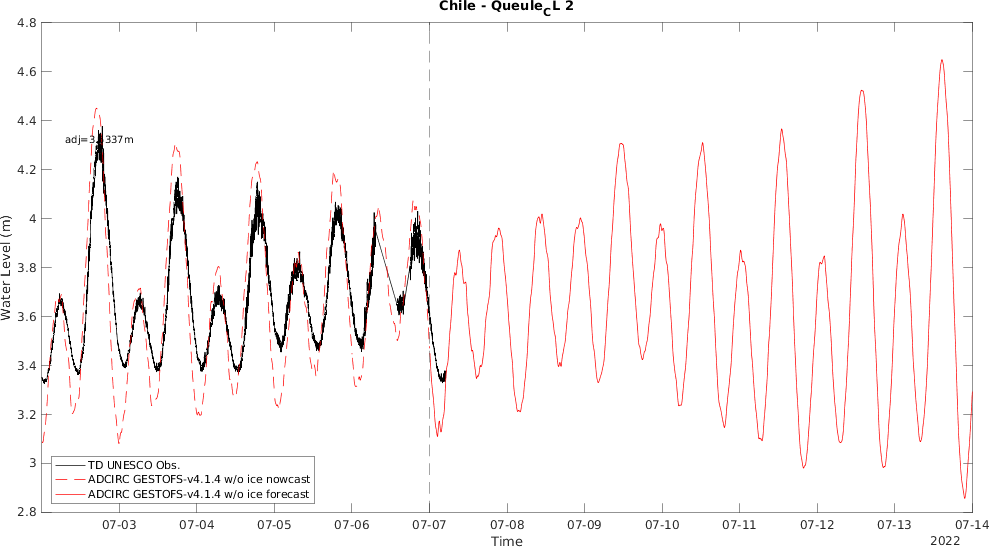 Chile - Queule_CL 2
4.8
4.6
4.4
4.2
4
3.8
3.6
3.4
3.2
3
2.8
Water Level (m)
TD UNESCO Obs.
ADCIRC GESTOFS-v4.1.4 w/o ice nowcast
ADCIRC GESTOFS-v4.1.4 w/o ice forecast
07-03 07-04 07-05 07-06 07-07 07-08 07-09 07-10 07-11 07-12 07-13 07-14
Time
2022